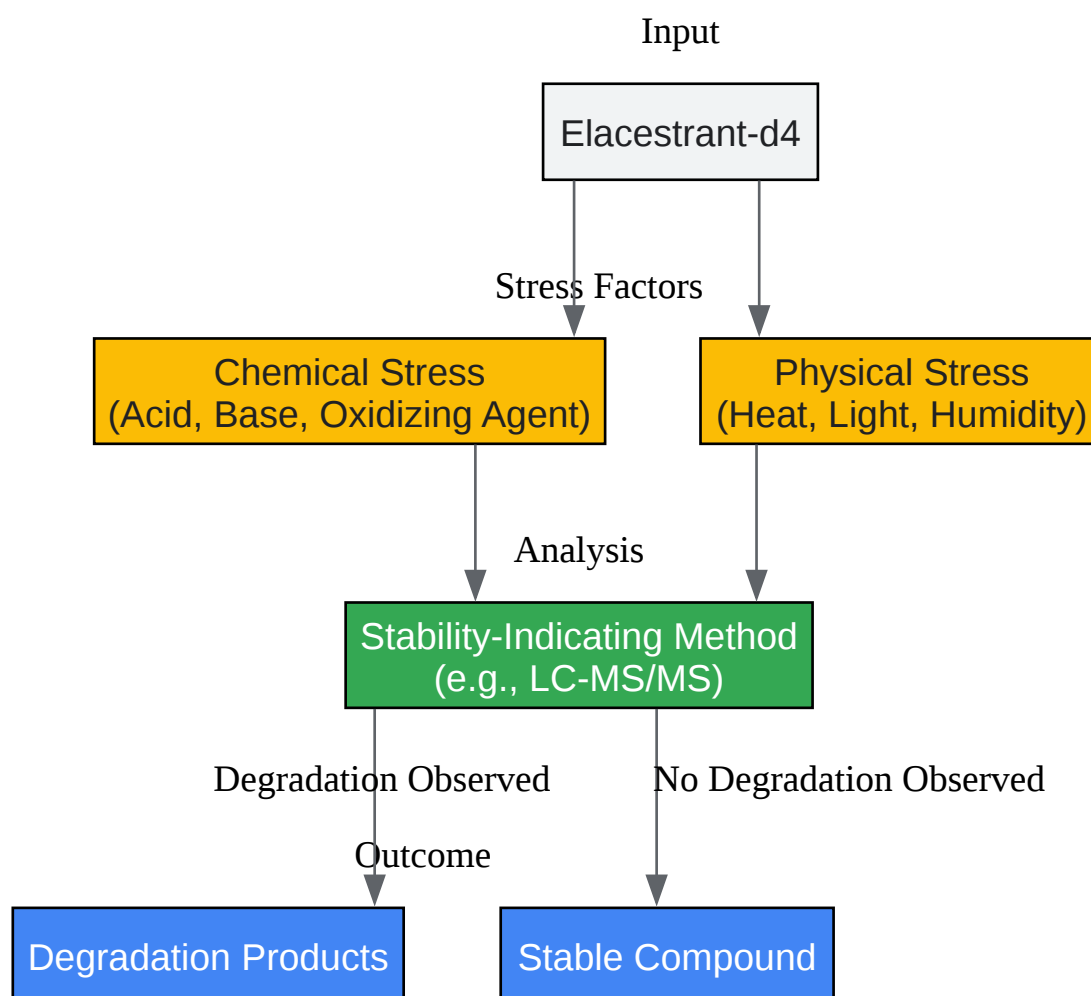 Input
Elacestrant-d4
Stress Factors
Chemical Stress
(Acid, Base, Oxidizing Agent)
Physical Stress
(Heat, Light, Humidity)
Analysis
Stability-Indicating Method
(e.g., LC-MS/MS)
Degradation Observed
No Degradation Observed
Outcome
Degradation Products
Stable Compound